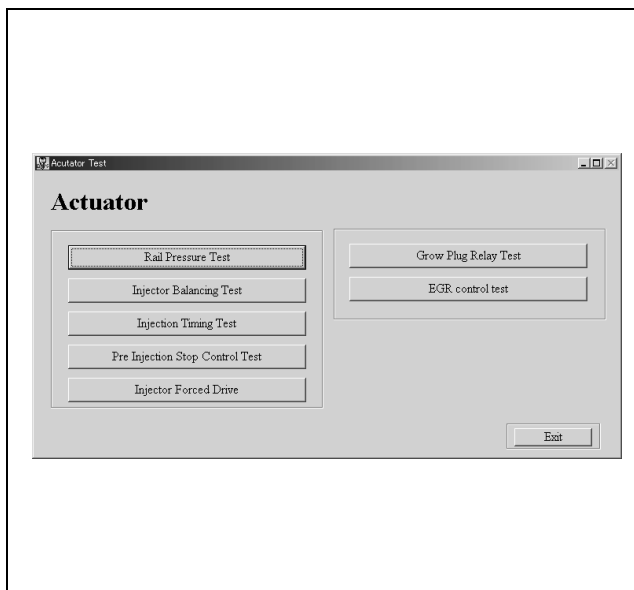 Acutator Test
Actuator
Rail Pressure Test
Injector Balancing Test
Injection Timing Test
Pre Injection Stop Control Test
Injector Forced Drive
Grow Plug Relay Test
EGR control test
Exit